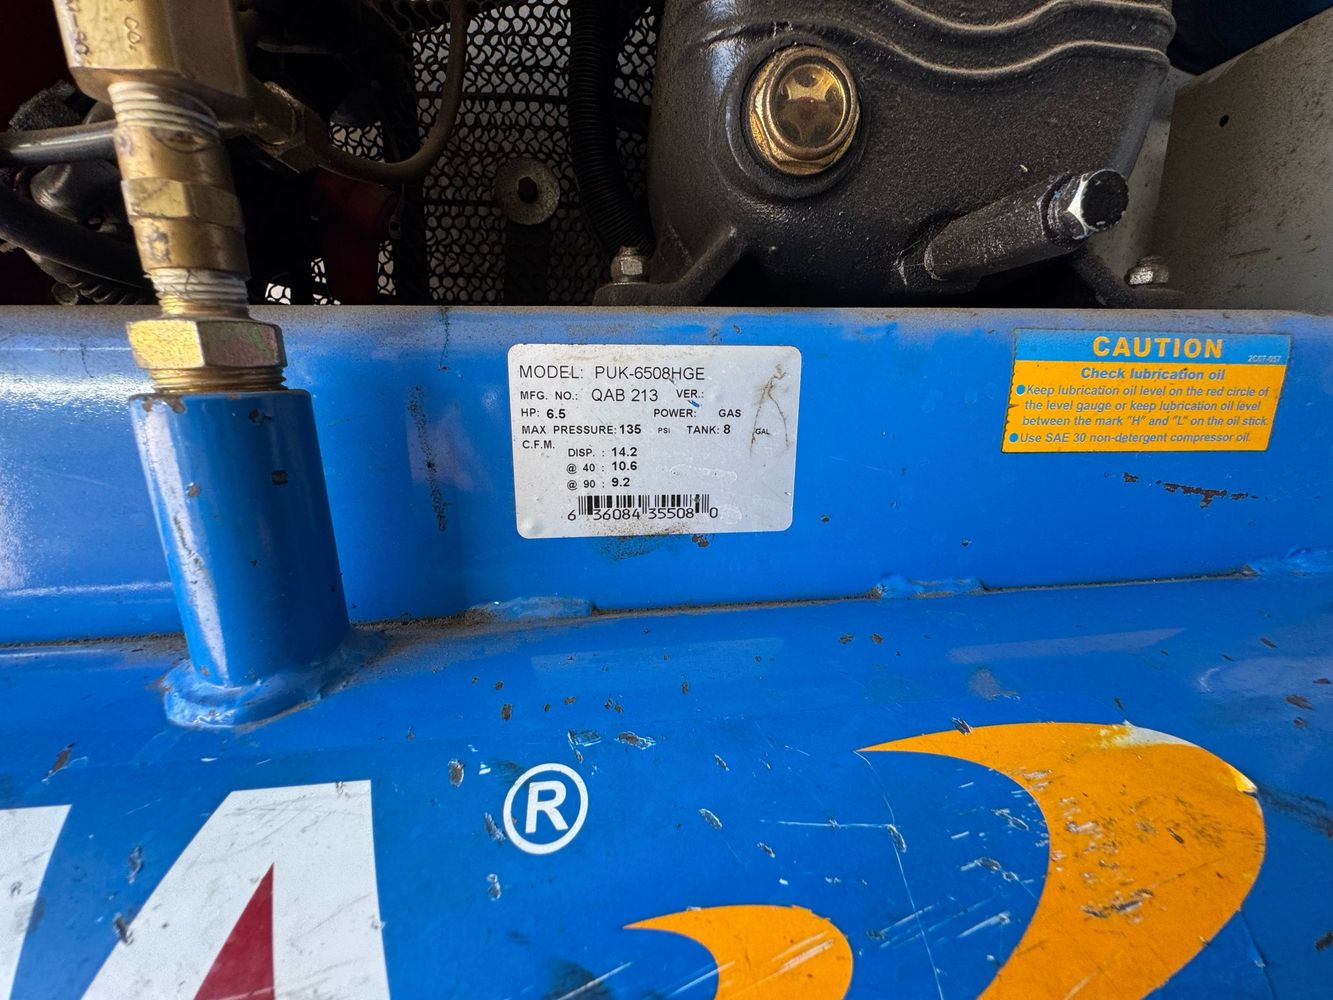 MODEL: PUK-6508HGE
MFG. NO.: QAB 213 VER.:
HP: 6.5 POWER: GAS
MAX PRESSURE: 135 PSI TANK: 8 GAL
C.F.M.
DISP. : 14.2
@ 40 : 10.6
@ 90 : 9.2
6 36084 35508 0
CAUTION
2C07-037
Check lubrication oil
Keep lubrication oil level on the red circle of
the level gauge or keep lubrication oil level
between the mark "H" and "L" on the oil stick.
Use SAE 30 non-detergent compressor oil.
®